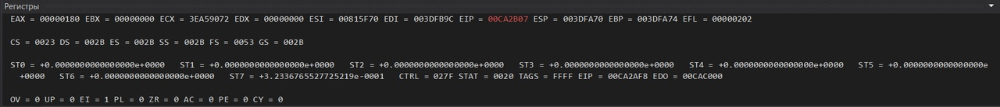 Регистры
EAX = 00000180 EBX = 00000000 ECX = 3EA59072 EDX = 00000000 ESI = 00815F70 EDI = 003DFB9C EIP = 00CA2B07 ESP = 003DFA70 EBP = 003DFA74 EFL = 00000202
CS = 0023 DS = 002B ES = 002B SS = 002B FS = 0053 GS = 002B
ST0 = +0.0000000000000000e+0000 ST1 = +0.0000000000000000e+0000 ST2 = +0.0000000000000000e+0000 ST3 = +0.0000000000000000e+0000 ST4 = +0.0000000000000000e+0000 ST5 = +0.0000000000000000e
+0000 ST6 = +0.0000000000000000e+0000 ST7 = +3.2336765527725219e-0001 CTRL = 027F STAT = 0020 TAGS = FFFF EIP = 00CA2AF8 EDO = 00CAC000
OV = 0 UP = 0 EI = 1 PL = 0 ZR = 0 AC = 0 PE = 0 CY = 0